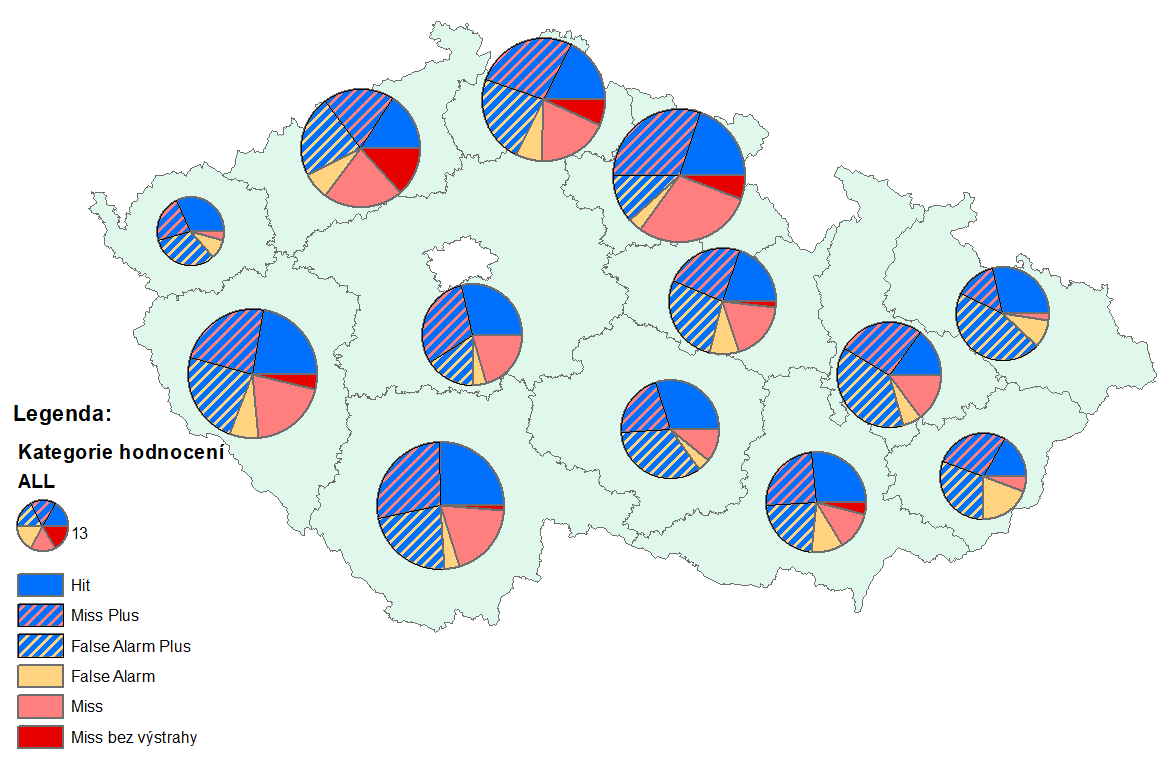 Legenda:
Kategorie hodnocení
ALL
13
Hit
Miss Plus
False Alarm Plus
False Alarm
Miss
Miss bez výstrahy